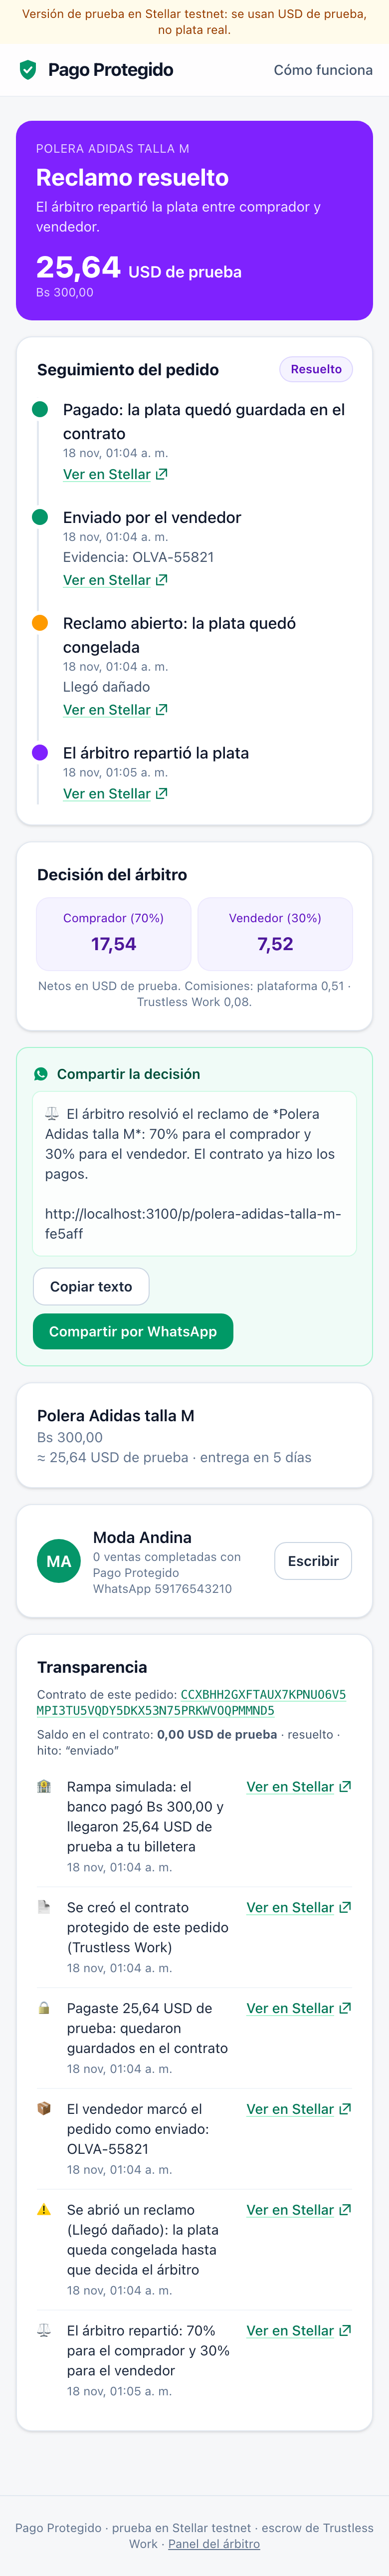 Versión de prueba en Stellar testnet: se usan USD de prueba,
no plata real.
Pago Protegido
Cómo funciona
POLERA ADIDAS TALLA M
Reclamo resuelto
El árbitro repartió la plata entre comprador y
vendedor.
25,64 USD de prueba
Bs 300,00
Seguimiento del pedido
Resuelto
Pagado: la plata quedó guardada en el
contrato
18 nov, 01:04 a. m.
Ver en Stellar
Enviado por el vendedor
18 nov, 01:04 a. m.
Evidencia: OLVA-55821
Ver en Stellar
Reclamo abierto: la plata quedó
congelada
18 nov, 01:04 a. m.
Llegó dañado
Ver en Stellar
El árbitro repartió la plata
18 nov, 01:05 a. m.
Ver en Stellar
Decisión del árbitro
Comprador (70%)
17,54
Vendedor (30%)
7,52
Netos en USD de prueba. Comisiones: plataforma 0,51 ·
Trustless Work 0,08.
Compartir la decisión
⚖️ El árbitro resolvió el reclamo de *Polera
Adidas talla M*: 70% para el comprador y
30% para el vendedor. El contrato ya hizo los
pagos.
http://localhost:3100/p/polera-adidas-talla-m-
fe5aff
Copiar texto
Compartir por WhatsApp
Polera Adidas talla M
Bs 300,00
≈ 25,64 USD de prueba · entrega en 5 días
MA
Moda Andina
0 ventas completadas con
Pago Protegido
WhatsApp 59176543210
Escribir
Transparencia
Contrato de este pedido: CCXBHH2GXFTAUX7KPNUO6V5
MPI3TU5VQDY5DKX53N75PRKWVOQPMMND5
Saldo en el contrato: 0,00 USD de prueba · resuelto ·
hito: “enviado”
Rampa simulada: el
banco pagó Bs 300,00 y
llegaron 25,64 USD de
prueba a tu billetera
18 nov, 01:04 a. m.
Ver en Stellar
Se creó el contrato
protegido de este pedido
(Trustless Work)
18 nov, 01:04 a. m.
Ver en Stellar
Pagaste 25,64 USD de
prueba: quedaron
guardados en el contrato
18 nov, 01:04 a. m.
Ver en Stellar
El vendedor marcó el
pedido como enviado:
OLVA-55821
18 nov, 01:04 a. m.
Ver en Stellar
Se abrió un reclamo
(Llegó dañado): la plata
queda congelada hasta
que decida el árbitro
18 nov, 01:04 a. m.
Ver en Stellar
El árbitro repartió: 70%
para el comprador y 30%
para el vendedor
18 nov, 01:05 a. m.
Ver en Stellar
Pago Protegido · prueba en Stellar testnet · escrow de Trustless
Work · Panel del árbitro